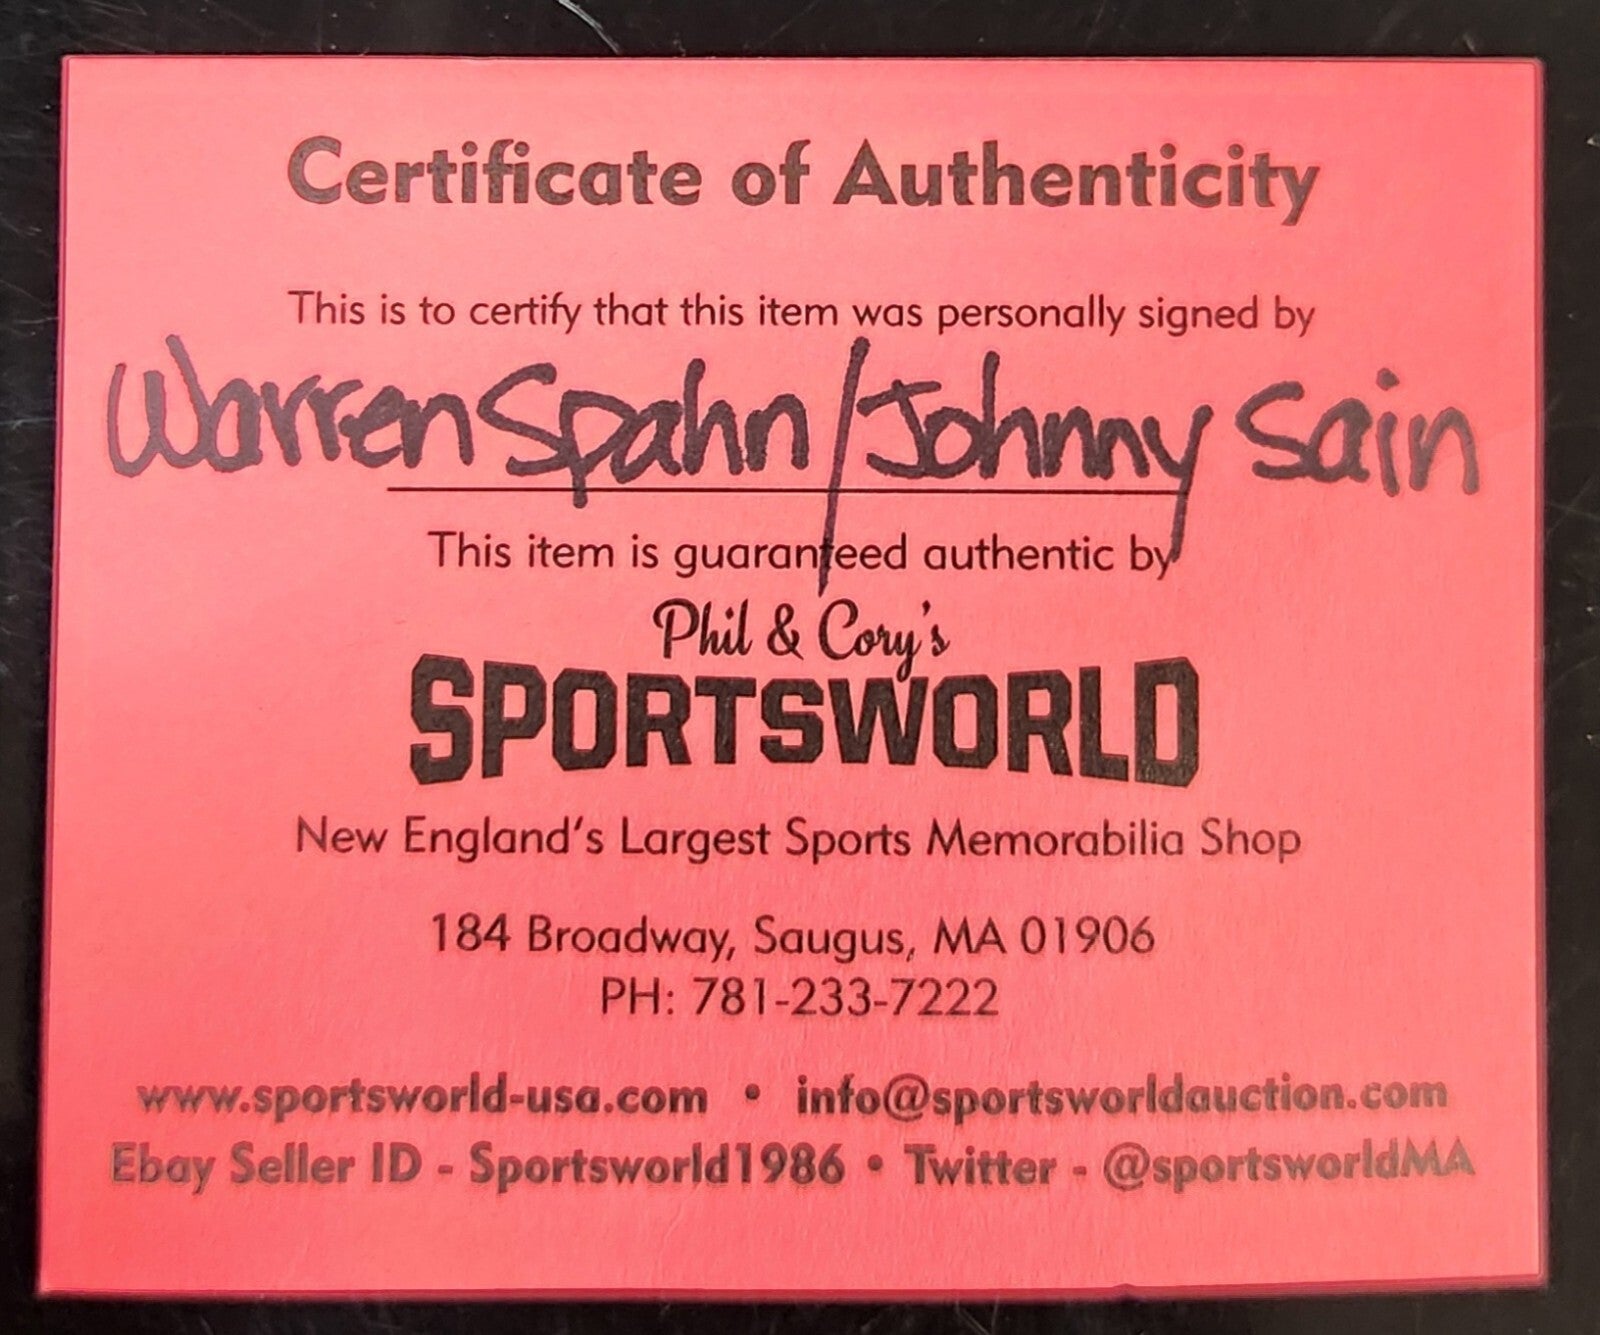 Certificate of Authenticity
This is to certify that this item was personally signed by
Warren Spahn/Johnny Sain
This item is guaranteed authentic by
Phil & Cory's
SPORTSWORLD
New England's Largest Sports Memorabilia Shop
184 Broadway, Saugus, MA 01906
PH: 781-233-7222
www.sportsworld-usa.com • info@sportsworldauction.com
Ebay Seller ID - Sportsworld1986 • Twitter - @sportsworldMA